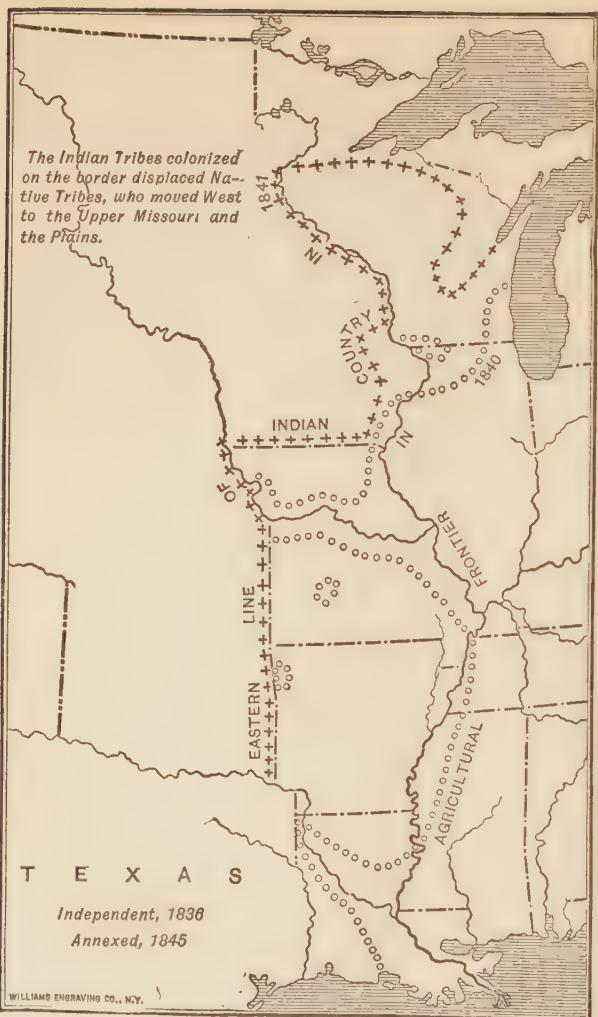 The Indian Tribes colonized
on the border displaced Na-
tive Tribes, who moved West
to the Upper Missouri and
the Plains.
EASTERN LINE OF INDIAN COUNTRY IN 1841
AGRICULTURAL FRONTIER IN 1840
TEXAS
Independent, 1836
Annexed, 1845
WILLIAMS ENGRAVING CO., N.Y.